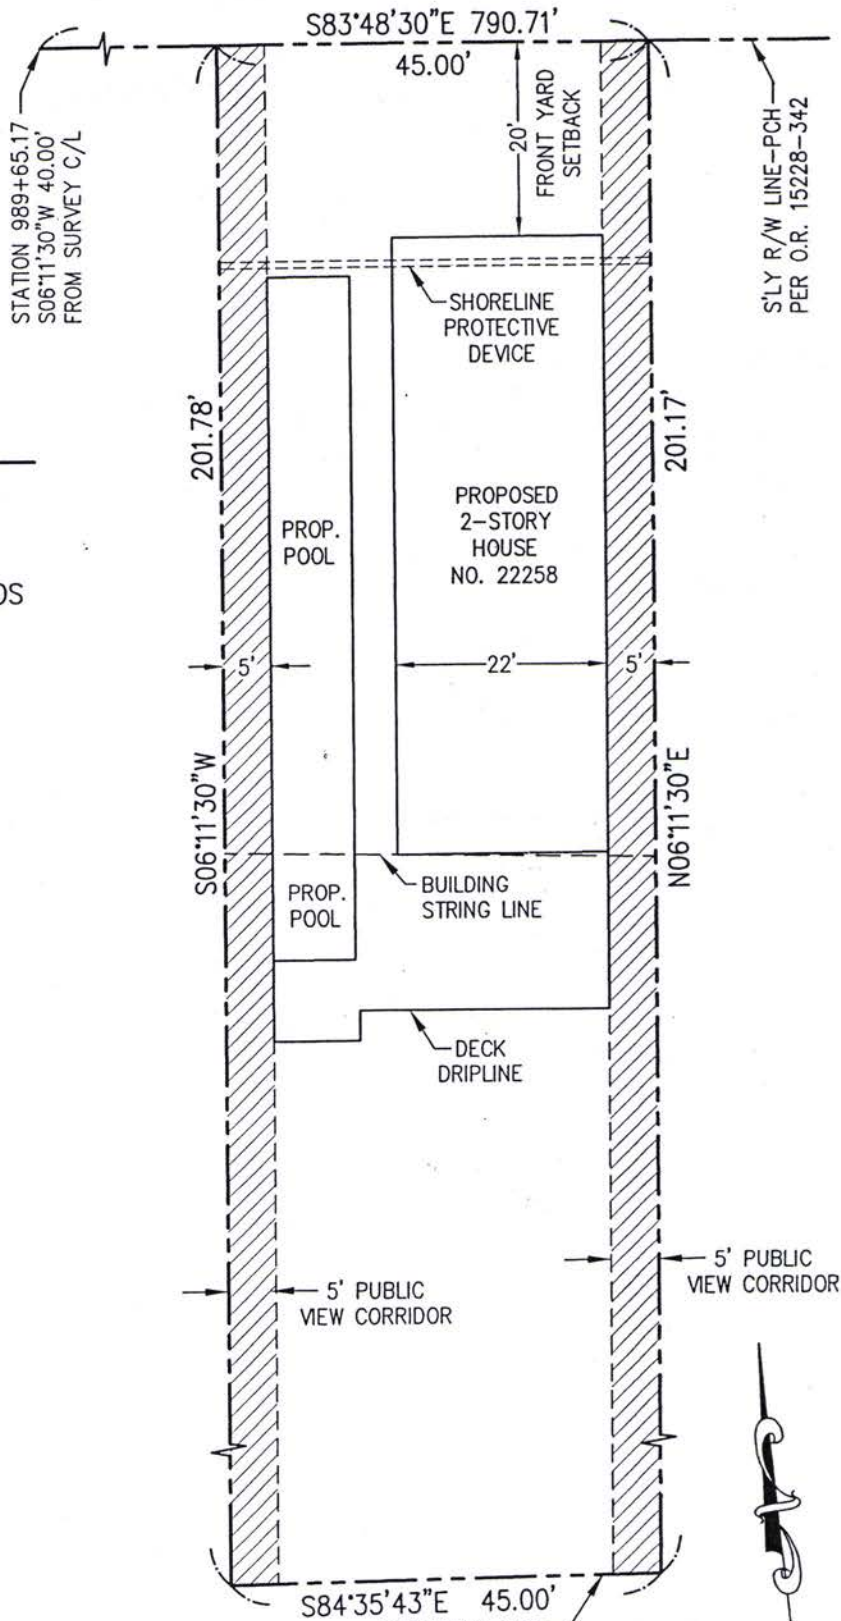 S83°48'30"E 790.71'
45.00'
STATION 989+65.17
S06°11'30"W 40.00'
FROM SURVEY C/L
20'
FRONT YARD
SETBACK
S'LY R/W LINE-PCH
PER O.R. 15228-342
SHORELINE
PROTECTIVE
DEVICE
201.78'
201.17'
PROP.
POOL
PROPOSED
2-STORY
HOUSE
NO. 22258
OS
5'
22'
5'
S06°11'30"W
N06°11'30"E
PROP.
POOL
BUILDING
STRING LINE
DECK
DRIPLINE
5' PUBLIC
VIEW CORRIDOR
5' PUBLIC
VIEW CORRIDOR
S84°35'43"E 45.00'